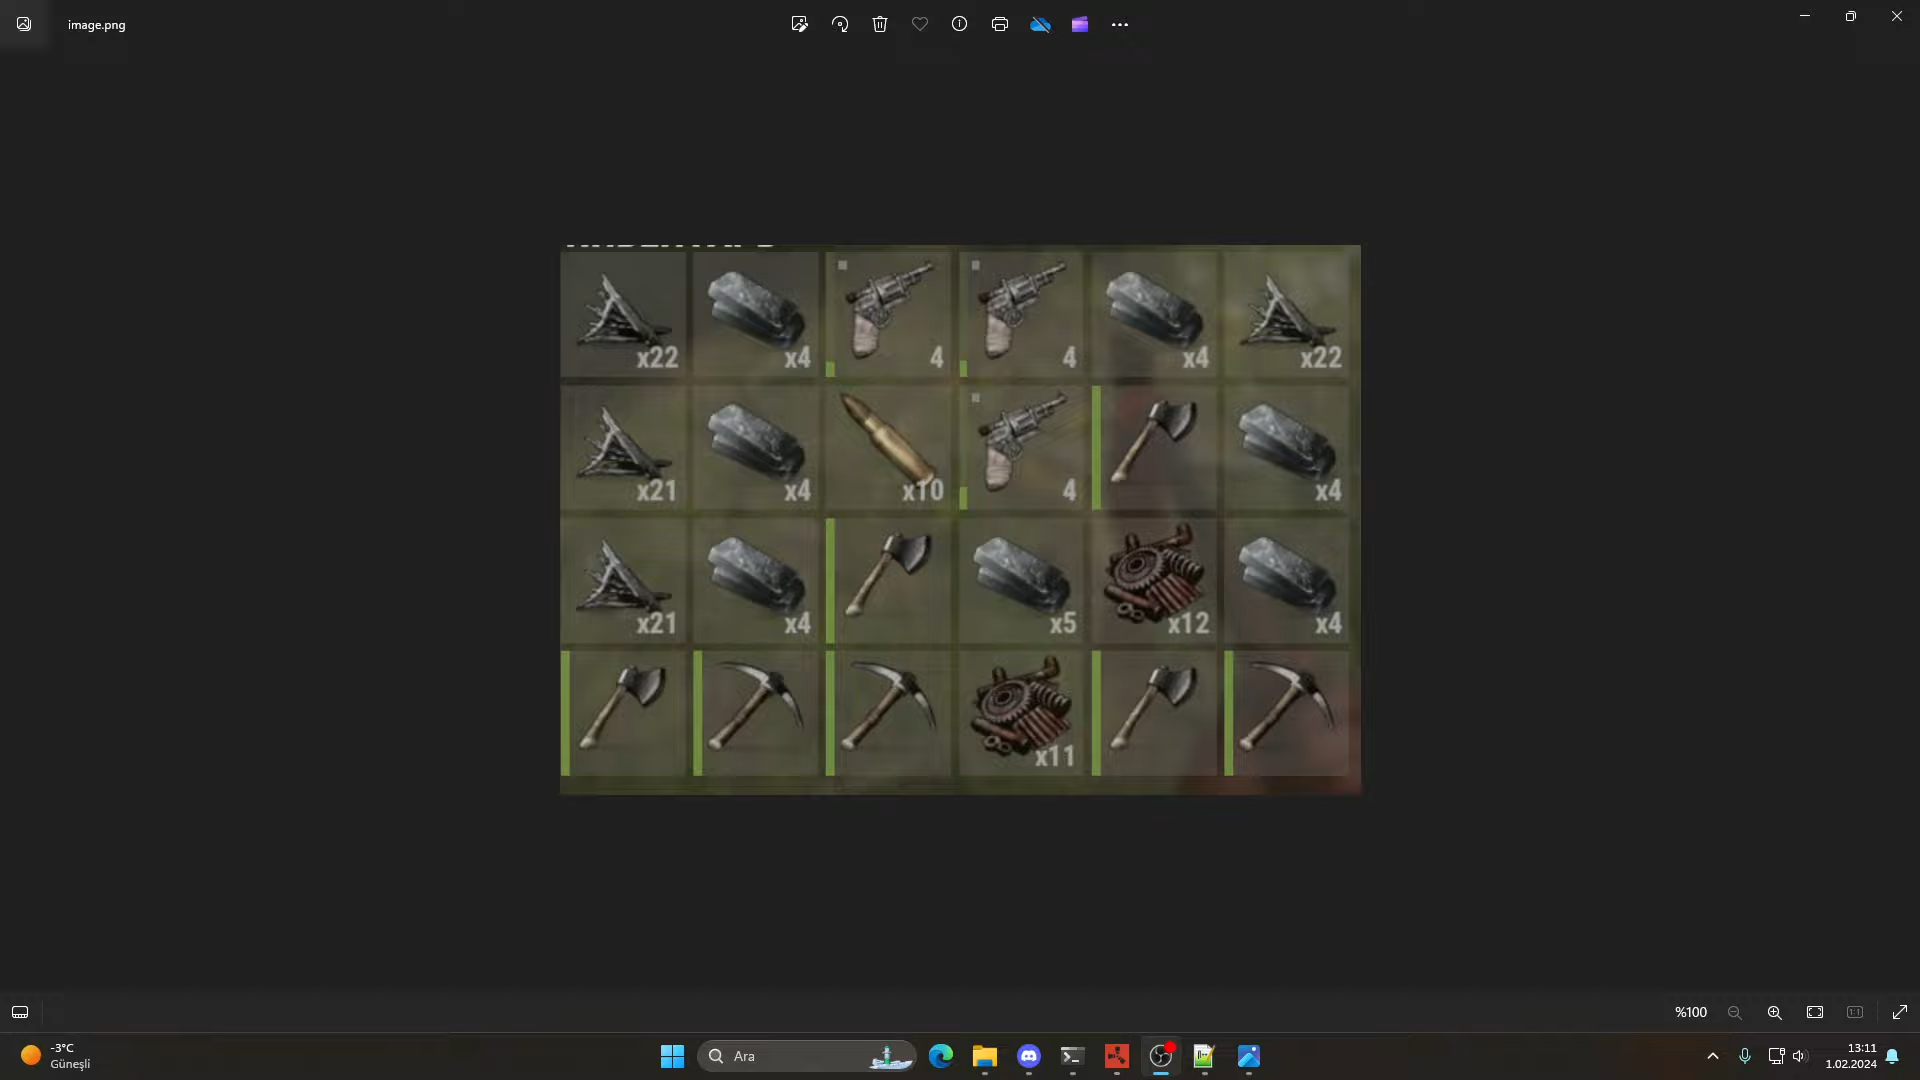 image.png
x22 x4 4 4 x4 x22
x21 x4 x10 4 x4
x21 x4 x5 x12 x4
x11
%100
-3°C
Güneşli
Ara
13:11
1.02.2024